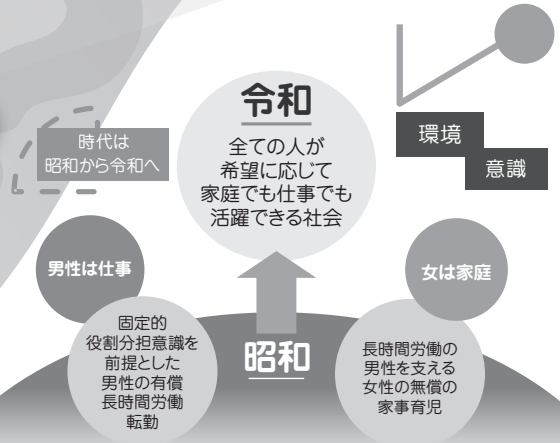 令和
全ての人が
希望に応じて
家庭でも仕事でも
活躍できる社会
環境
意識
時代は
昭和から令和へ
男性は仕事
女は家庭
固定的
役割分担意識を
前提とした
男性の有償
長時間労働
転勤
昭和
長時間労働の
男性を支える
女性の無償の
家事育児